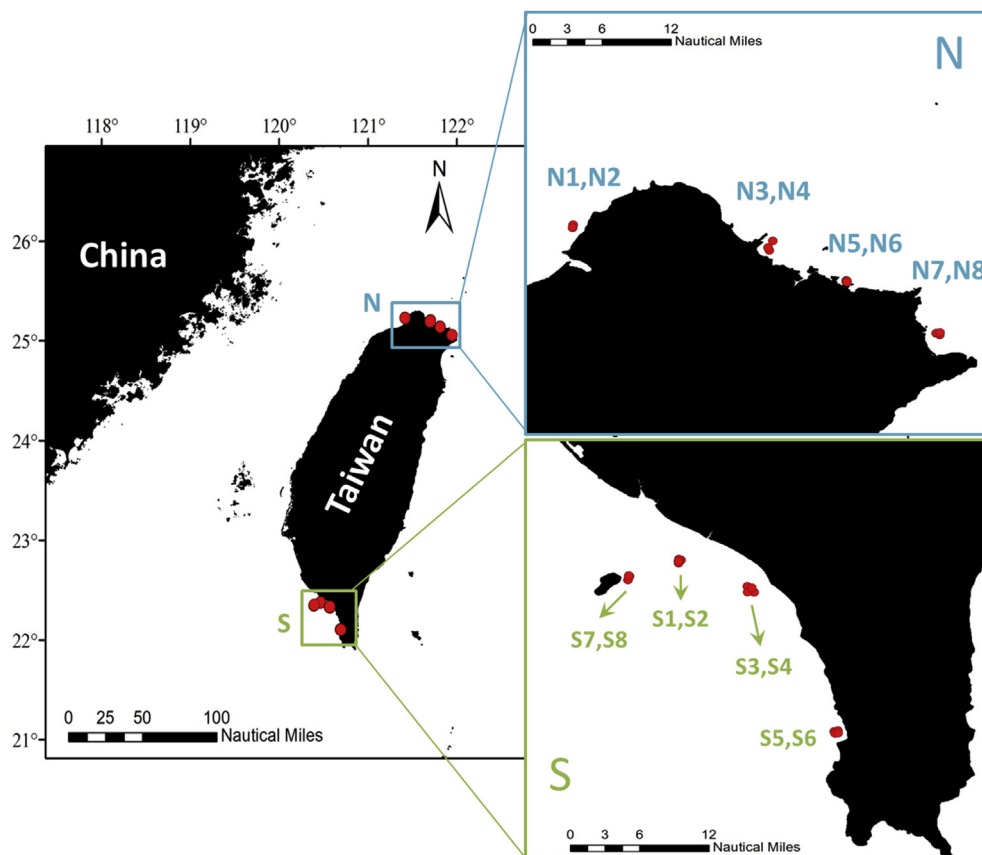 0 3 6 12
Nautical Miles
N
118° 119° 120° 121° 122°
N
N1,N2
N3,N4
N5,N6
N7,N8
26°
China
N
25°
24°
Taiwan
23°
22°
S
21°
0 25 50 100
Nautical Miles
S7,S8
S1,S2
S3,S4
S5,S6
S
0 3 6 12
Nautical Miles